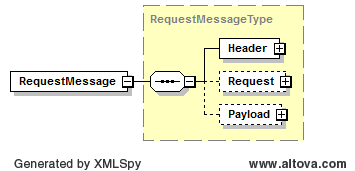 RequestMessageType
Header
RequestMessage
Request
Payload
Generated by XMLSpy
www.altova.com